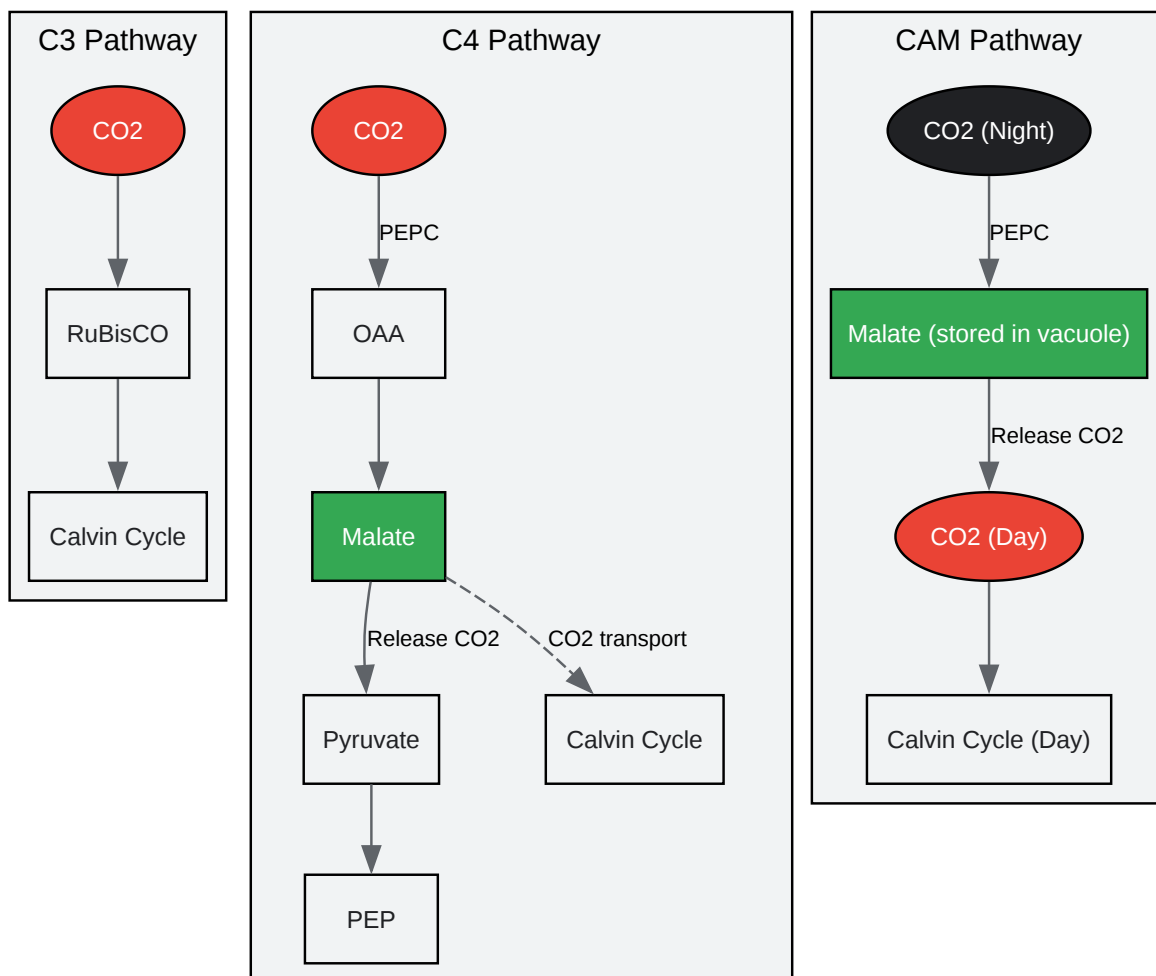 C3 Pathway
CO2
RuBisCO
Calvin Cycle
C4 Pathway
CO2
PEPC
OAA
Malate
Release CO2
CO2 transport
Pyruvate
Calvin Cycle
PEP
CAM Pathway
CO2 (Night)
PEPC
Malate (stored in vacuole)
Release CO2
CO2 (Day)
Calvin Cycle (Day)